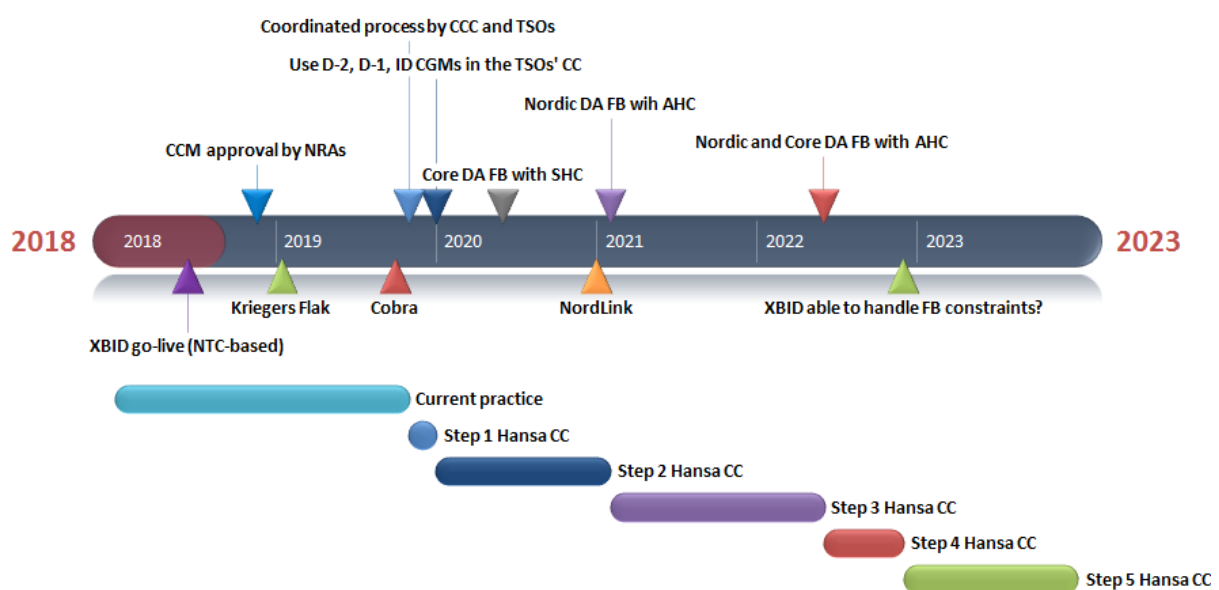 Coordinated process by CCC and TSOs
Use D-2, D-1, ID CGMs in the TSOs' CC
Nordic DA FB wih AHC
Nordic and Core DA FB with AHC
CCM approval by NRAs
Core DA FB with SHC
2018
2018
2019
2020
2021
2022
2023
2023
Kriegers Flak
Cobra
NordLink
XBID able to handle FB constraints?
XBID go-live (NTC-based)
Current practice
Step 1 Hansa CC
Step 2 Hansa CC
Step 3 Hansa CC
Step 4 Hansa CC
Step 5 Hansa CC